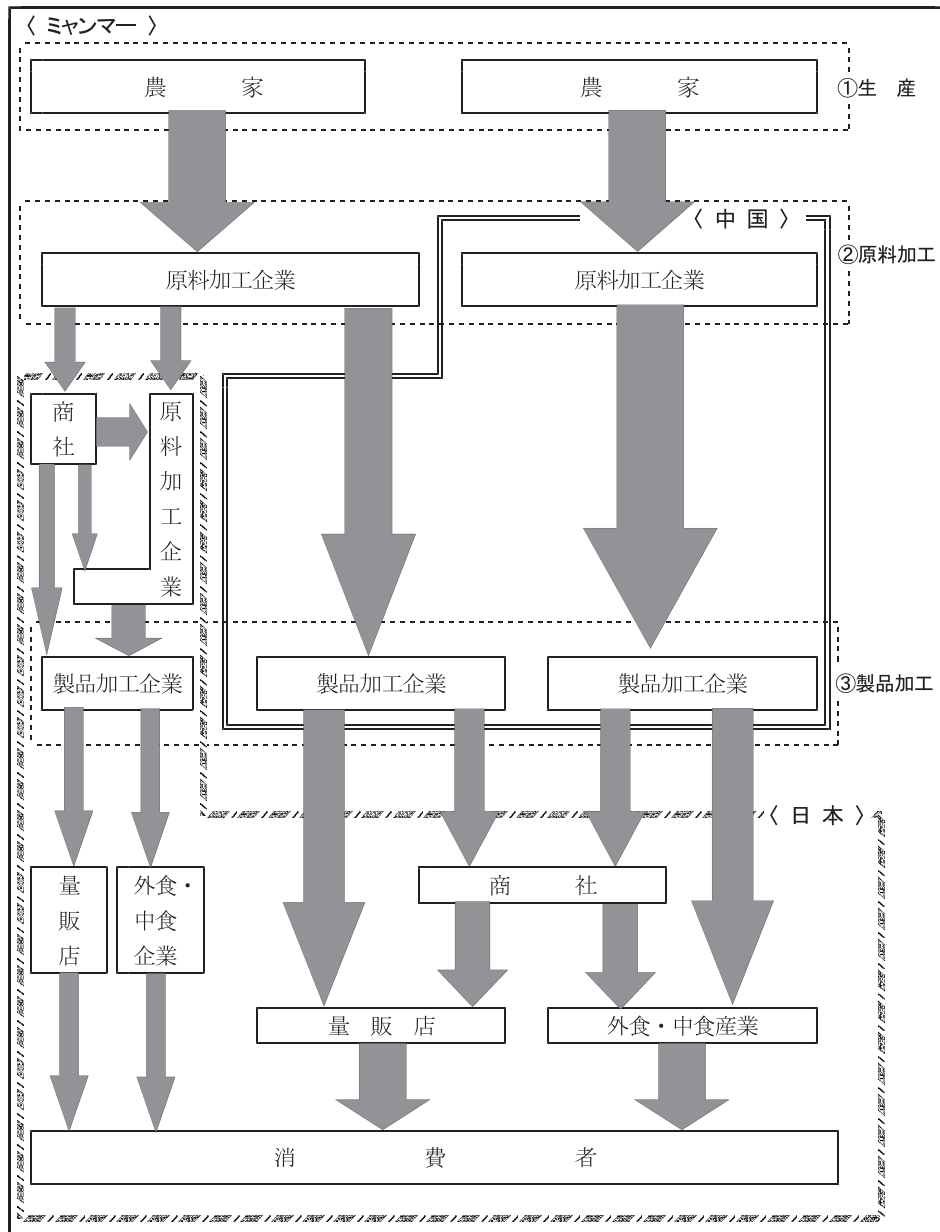 〈 ミャンマー 〉
農 家
農 家
①生 産
〈 中 国 〉
②原料加工
原料加工企業
原料加工企業
商社
原料加工企業
製品加工企業
製品加工企業
製品加工企業
③製品加工
〈 日 本 〉
量販店
外食・
中食
企業
商 社
量 販 店
外食・中食産業
消 費 者